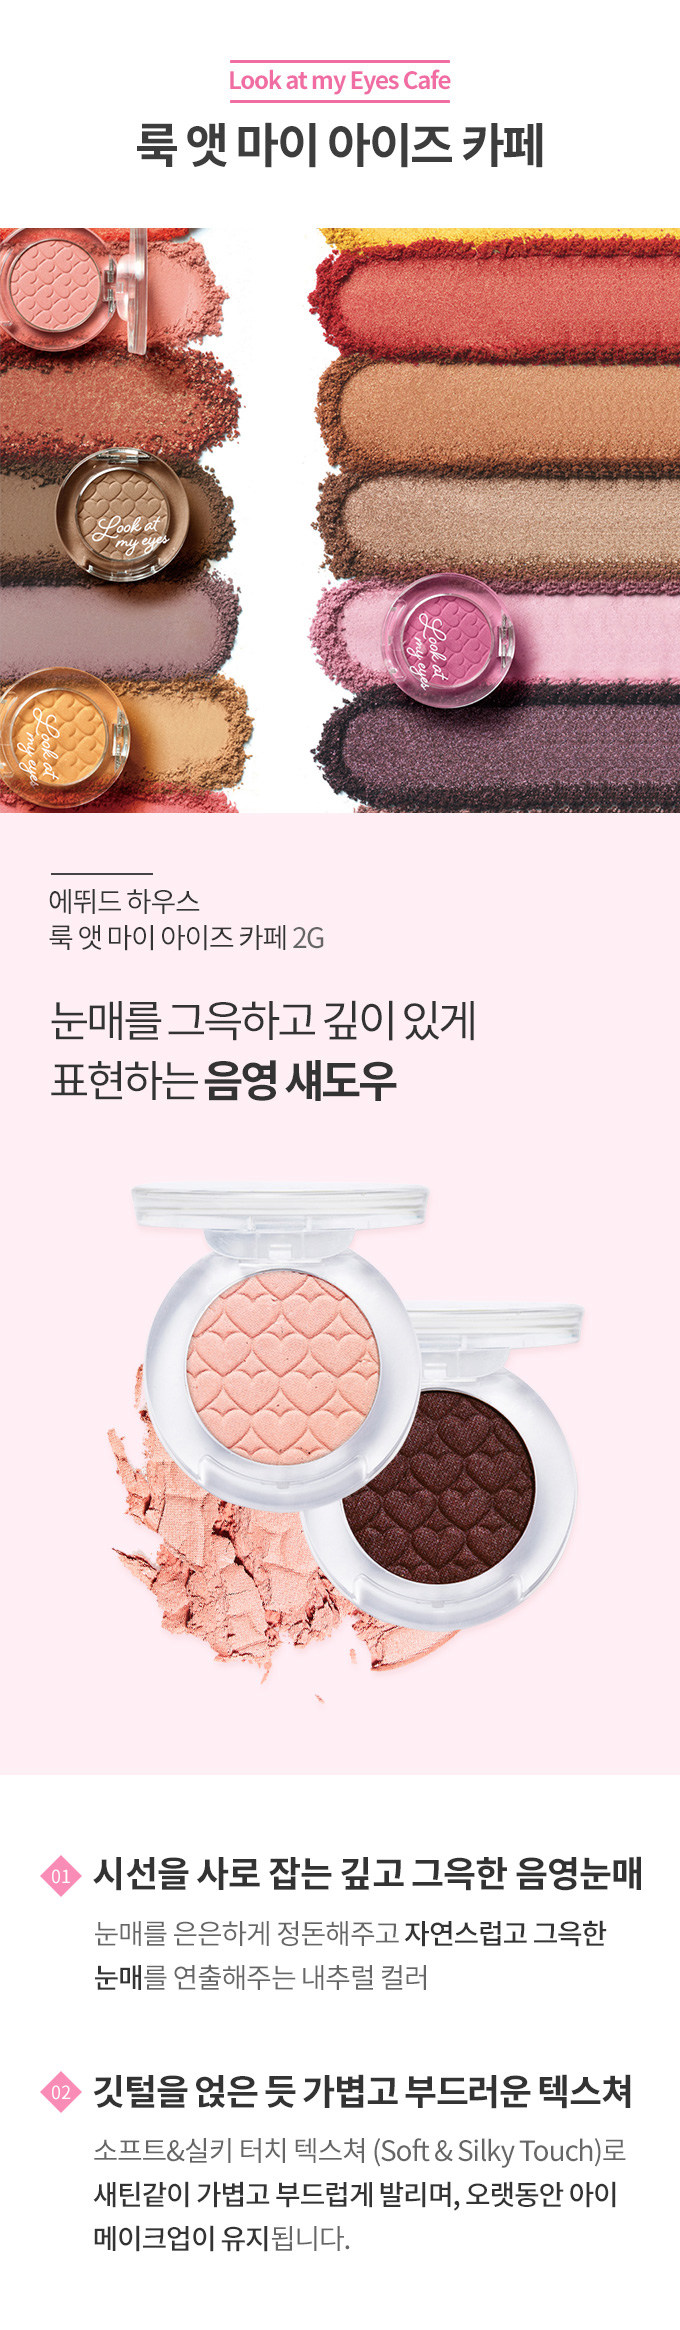 Look at my Eyes Cafe
룩 앳 마이 아이즈 카페
Look at
my eyes
Look at
my eyes
Look at
my eyes
에뛰드 하우스
룩 앳 마이 아이즈 카페 2G
눈매를 그윽하고 깊이 있게
표현하는 음영 섀도우
01 시선을 사로 잡는 깊고 그윽한 음영눈매
눈매를 은은하게 정돈해주고 자연스럽고 그윽한
눈매를 연출해주는 내추럴 컬러
02 깃털을 얹은 듯 가볍고 부드러운 텍스쳐
소프트&실키 터치 텍스쳐 (Soft & Silky Touch)로
새틴같이 가볍고 부드럽게 발리며, 오랫동안 아이
메이크업이 유지됩니다.